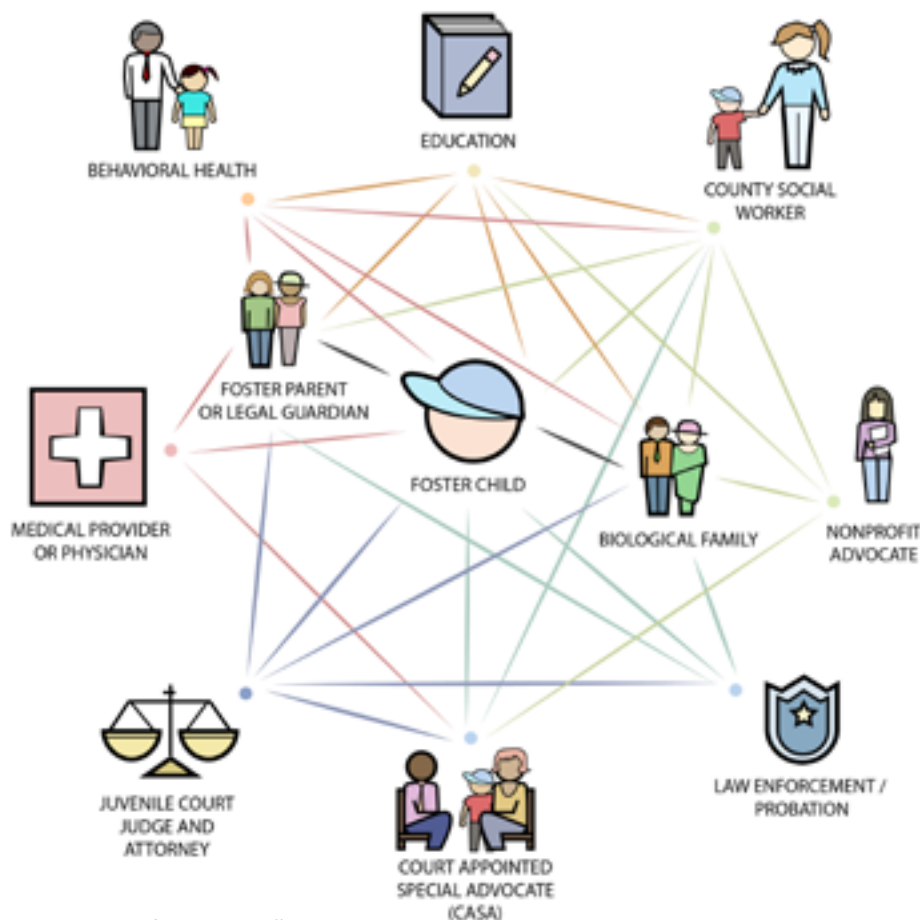 BEHAVIORAL HEALTH
EDUCATION
COUNTY SOCIAL
WORKER
FOSTER PARENT
OR LEGAL GUARDIAN
FOSTER CHILD
MEDICAL PROVIDER
OR PHYSICIAN
BIOLOGICAL FAMILY
NONPROFIT
ADVOCATE
JUVENILE COURT
JUDGE AND
ATTORNEY
COURT APPOINTED
SPECIAL ADVOCATE
(CASA)
LAW ENFORCEMENT /
PROBATION